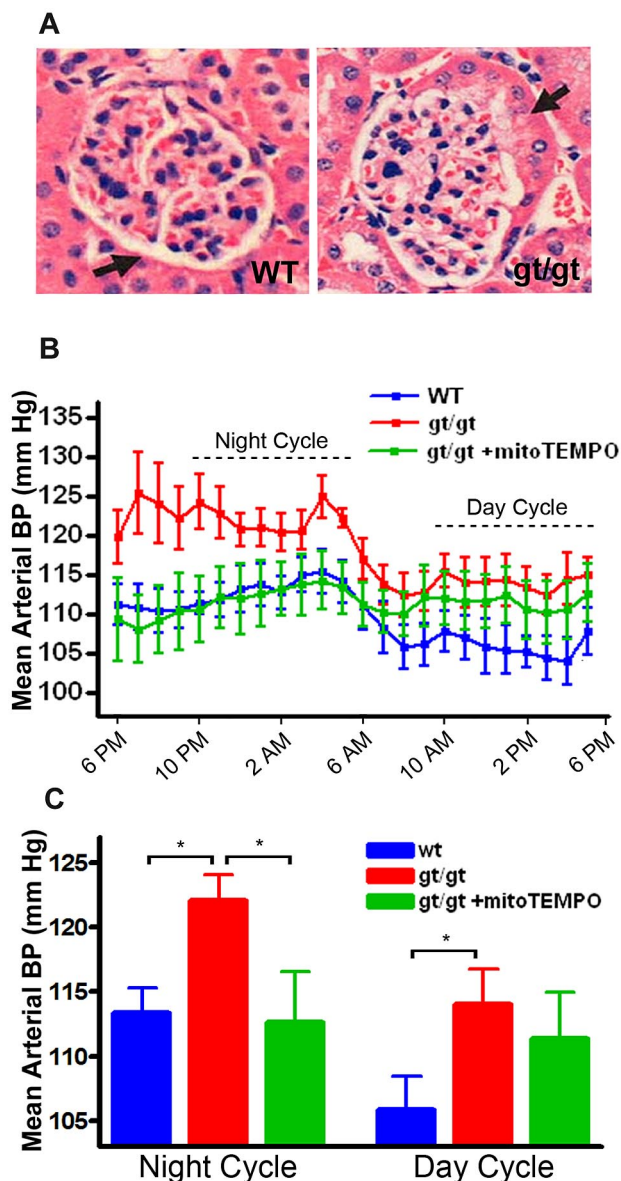 A
WT
gt/gt
B
Mean Arterial BP (mm Hg)
135
130
125
120
115
110
105
100
WT
gt/gt
gt/gt +mitoTEMPO
Night Cycle
Day Cycle
6 PM
10 PM
2 AM
6 AM
10 AM
2 PM
6 PM
C
Mean Arterial BP (mm Hg)
125
120
115
110
105
wt
gt/gt
gt/gt +mitoTEMPO
* *
*
Night Cycle
Day Cycle